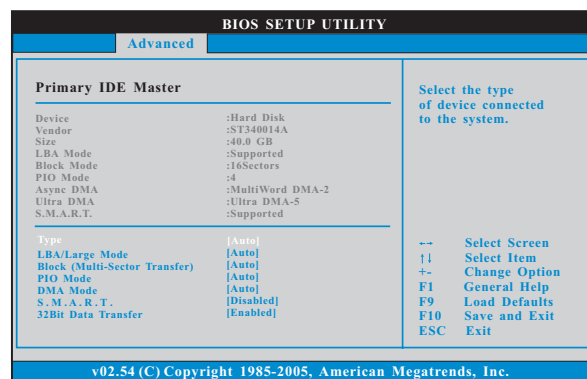 BIOS SETUP UTILITY
Advanced
Primary IDE Master
Device :Hard Disk
Vendor :ST340014A
Size :40.0 GB
LBA Mode :Supported
Block Mode :16Sectors
PIO Mode :4
Async DMA :MultiWord DMA-2
Ultra DMA :Ultra DMA-5
S.M.A.R.T. :Supported
Type [Auto]
LBA/Large Mode [Auto]
Block (Multi-Sector Transfer) [Auto]
PIO Mode [Auto]
DMA Mode [Auto]
S.M.A.R.T. [Disabled]
32Bit Data Transfer [Enabled]
Select the type
of device connected
to the system.
←→ Select Screen
↑↓ Select Item
+- Change Option
F1 General Help
F9 Load Defaults
F10 Save and Exit
ESC Exit
v02.54 (C) Copyright 1985-2005, American Megatrends, Inc.